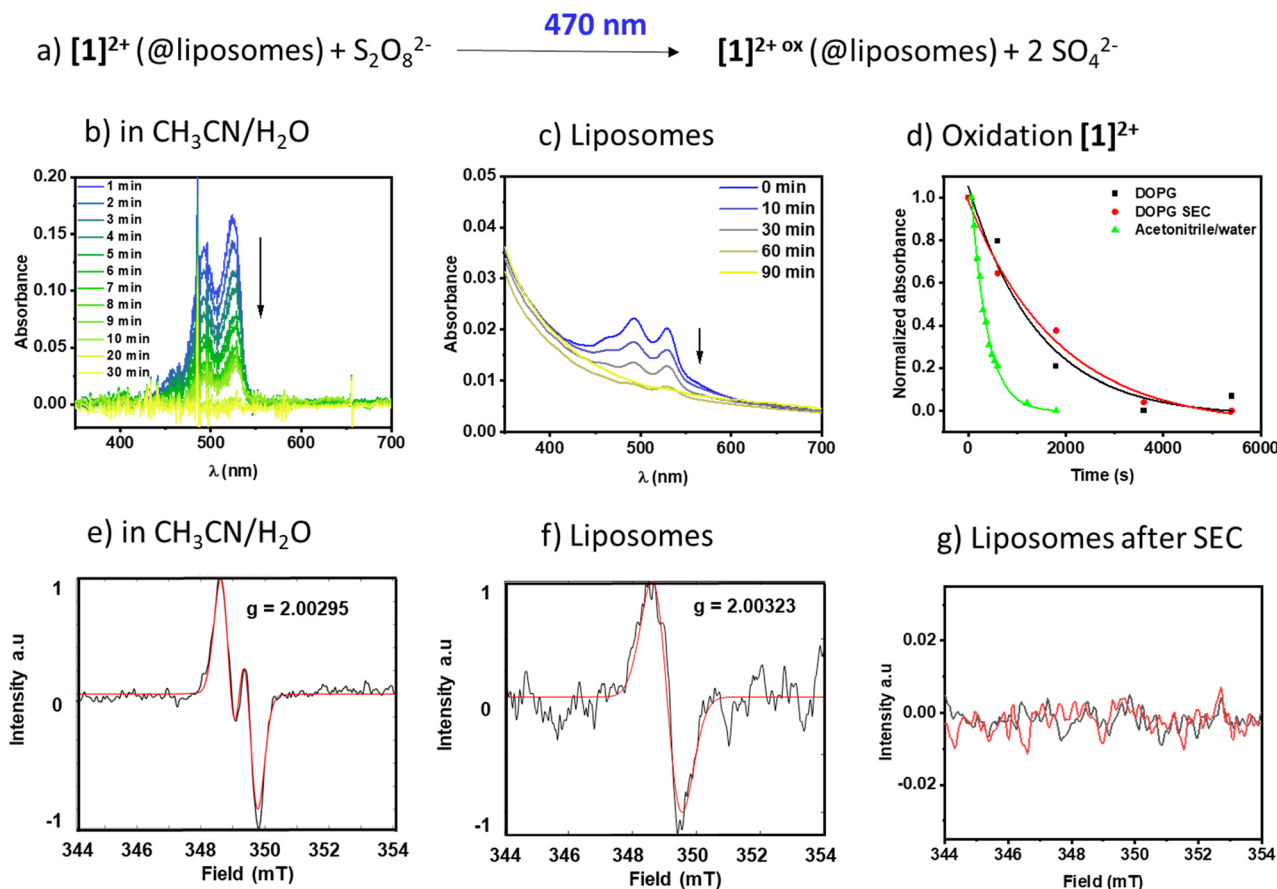 470 nm
a) [1]²⁺ (@liposomes) + S₂O₈²⁻ [1]²⁺ ᵒˣ (@liposomes) + 2 SO₄²⁻
b) in CH₃CN/H₂O
c) Liposomes
d) Oxidation [1]²⁺
0.20
0.15
0.10
0.05
0.00
Absorbance
1 min
2 min
3 min
4 min
5 min
6 min
7 min
8 min
9 min
10 min
20 min
30 min
400
500
600
700
λ (nm)
0.05
0.04
0.03
0.02
0.01
0.00
Absorbance
0 min
10 min
30 min
60 min
90 min
400
500
600
700
λ (nm)
1.0
0.8
0.6
0.4
0.2
0.0
Normalized absorbance
DOPG
DOPG SEC
Acetonitrile/water
0
2000
4000
6000
Time (s)
e) in CH₃CN/H₂O
f) Liposomes
g) Liposomes after SEC
1
0
-1
Intensity a.u
g = 2.00295
344
346
348
350
352
354
Field (mT)
1
0
-1
Intensity a.u
g = 2.00323
344
346
348
350
352
354
Field (mT)
0.02
0.00
-0.02
Intensity a.u
344
346
348
350
352
354
Field (mT)